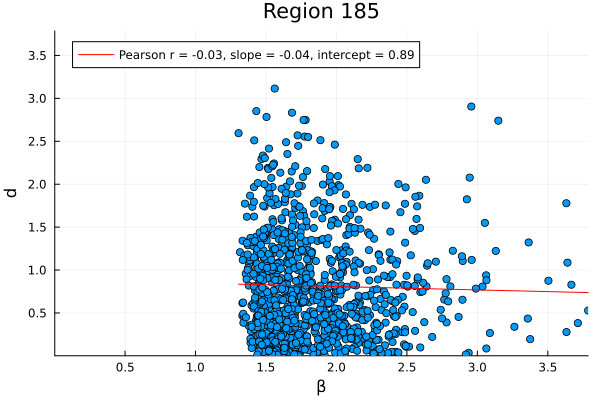 Region 185
Pearson r = -0.03, slope = -0.04, intercept = 0.89
3.5
3.0
2.5
2.0
1.5
1.0
0.5
d
0.5 1.0 1.5 2.0 2.5 3.0 3.5
β